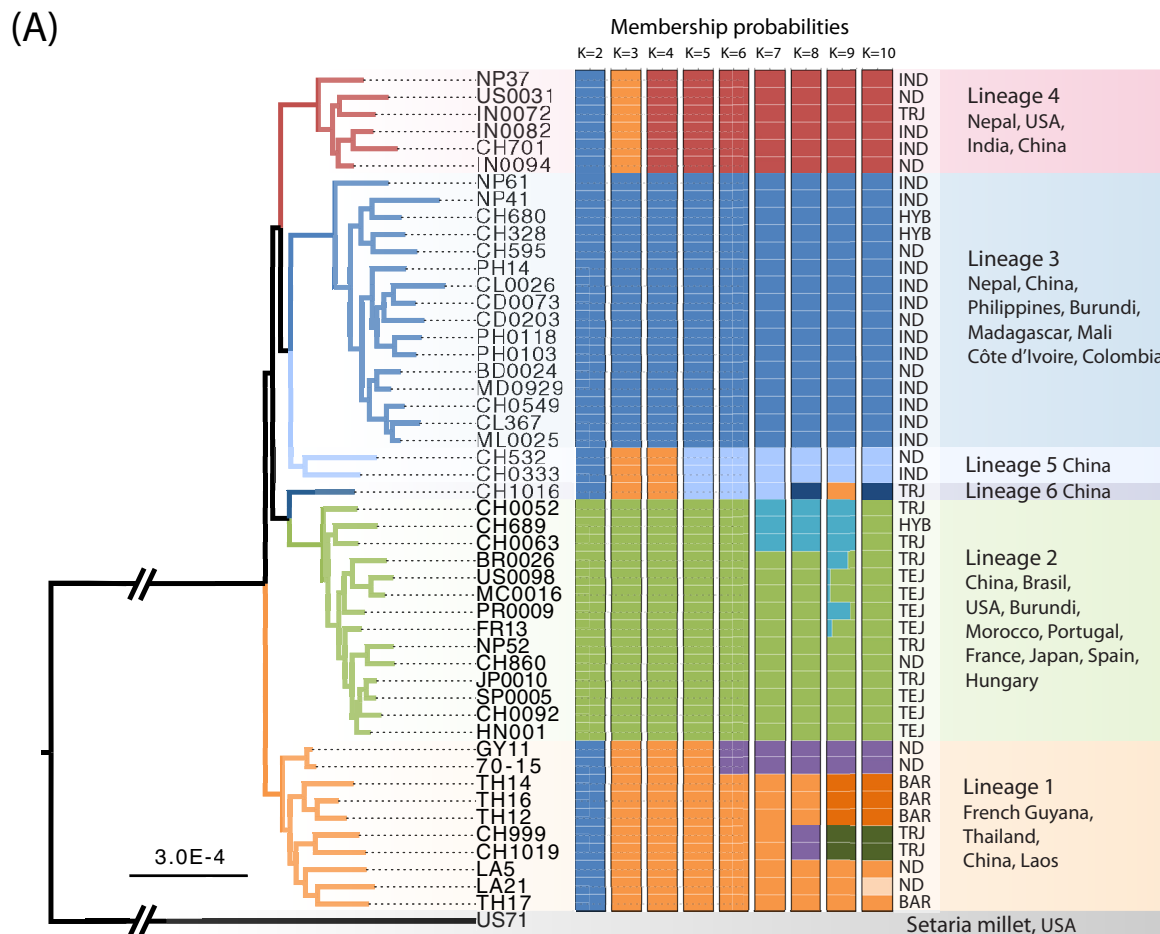 (A)
Membership probabilities
K=2 K=3 K=4 K=5 K=6 K=7 K=8 K=9 K=10
NP37 IND
US0031 ND
IN0072 TRJ
IN0082 IND
CH701 IND
IN0094 ND
Lineage 4
Nepal, USA,
India, China
NP61 IND
NP41 IND
CH680 HYB
CH328 HYB
CH595 ND
PH14 IND
CL0026 IND
CD0073 IND
CD0203 ND
PH0118 IND
PH0103 IND
BD0024 ND
MD0929 IND
CH0549 IND
CL367 IND
ML0025 IND
Lineage 3
Nepal, China,
Philippines, Burundi,
Madagascar, Mali
Côte d'Ivoire, Colombia
CH532 ND
CH0333 IND
Lineage 5 China
CH1016 TRJ
Lineage 6 China
CH0052 TRJ
CH689 HYB
CH0063 TRJ
BR0026 TRJ
US0098 TEJ
MC0016 TEJ
PR0009 TEJ
FR13 TEJ
NP52 TRJ
CH860 ND
JP0010 TRJ
SP0005 TEJ
CH0092 TEJ
HN001 TEJ
Lineage 2
China, Brasil,
USA, Burundi,
Morocco, Portugal,
France, Japan, Spain,
Hungary
GY11 ND
70-15 ND
TH14 BAR
TH16 BAR
TH12 BAR
CH999 TRJ
CH1019 TRJ
LA5 ND
LA21 ND
TH17 BAR
Lineage 1
French Guyana,
Thailand,
China, Laos
3.0E-4
US71
Setaria millet, USA